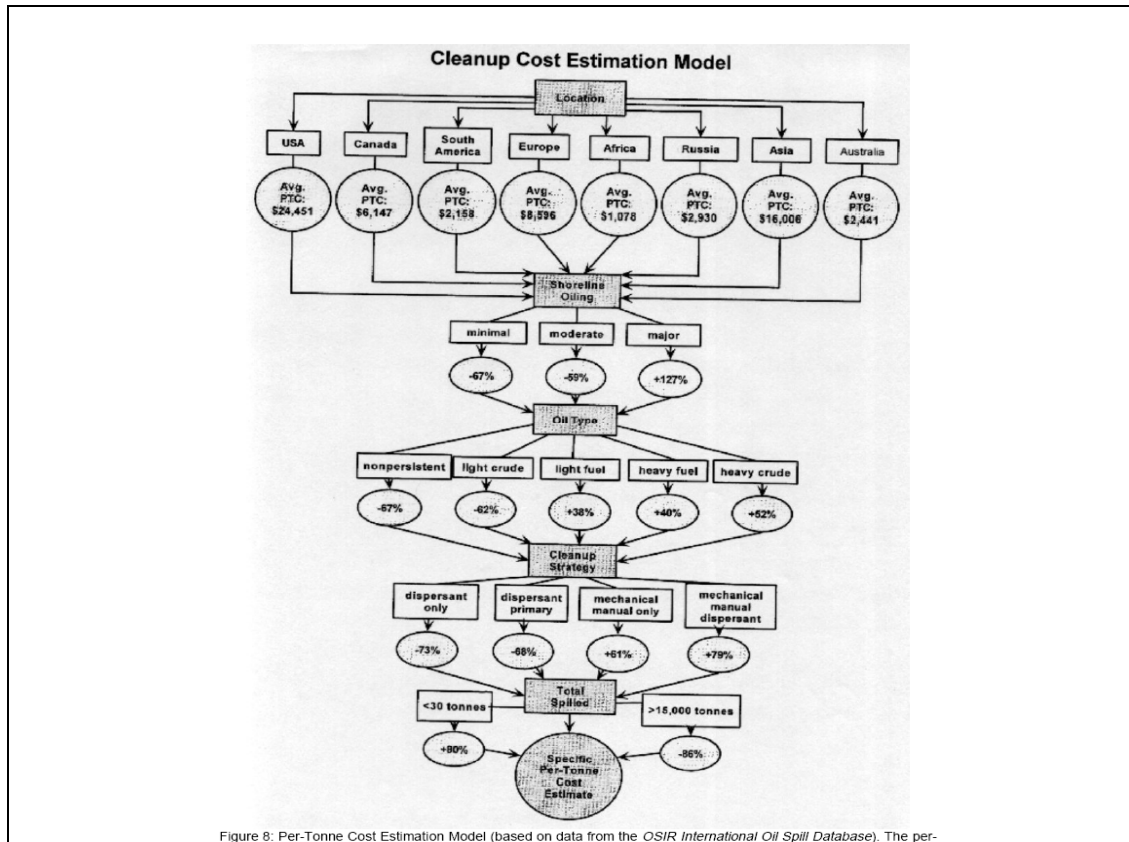 Cleanup Cost Estimation Model
Location
USA
Canada
South
America
Europe
Africa
Russia
Asia
Australia
Avg.
PTC:
$24,451
Avg.
PTC:
$6,147
Avg.
PTC:
$2,158
Avg.
PTC:
$8,596
Avg.
PTC:
$1,078
Avg.
PTC:
$2,930
Avg.
PTC:
$16,006
Avg.
PTC:
$2,441
Shoreline
Oiling
minimal
moderate
major
-67%
-59%
+127%
Oil Type
nonpersistent
light crude
light fuel
heavy fuel
heavy crude
-67%
-62%
+38%
+40%
+52%
Cleanup
Strategy
dispersant
only
dispersant
primary
mechanical
manual only
mechanical
manual
dispersant
-73%
-68%
+61%
+79%
Total
Spilled
<30 tonnes
>15,000 tonnes
+80%
-86%
Specific
Per-Tonne
Cost
Estimate
Figure 8: Per-Tonne Cost Estimation Model (based on data from the OSIR International Oil Spill Database). The per-